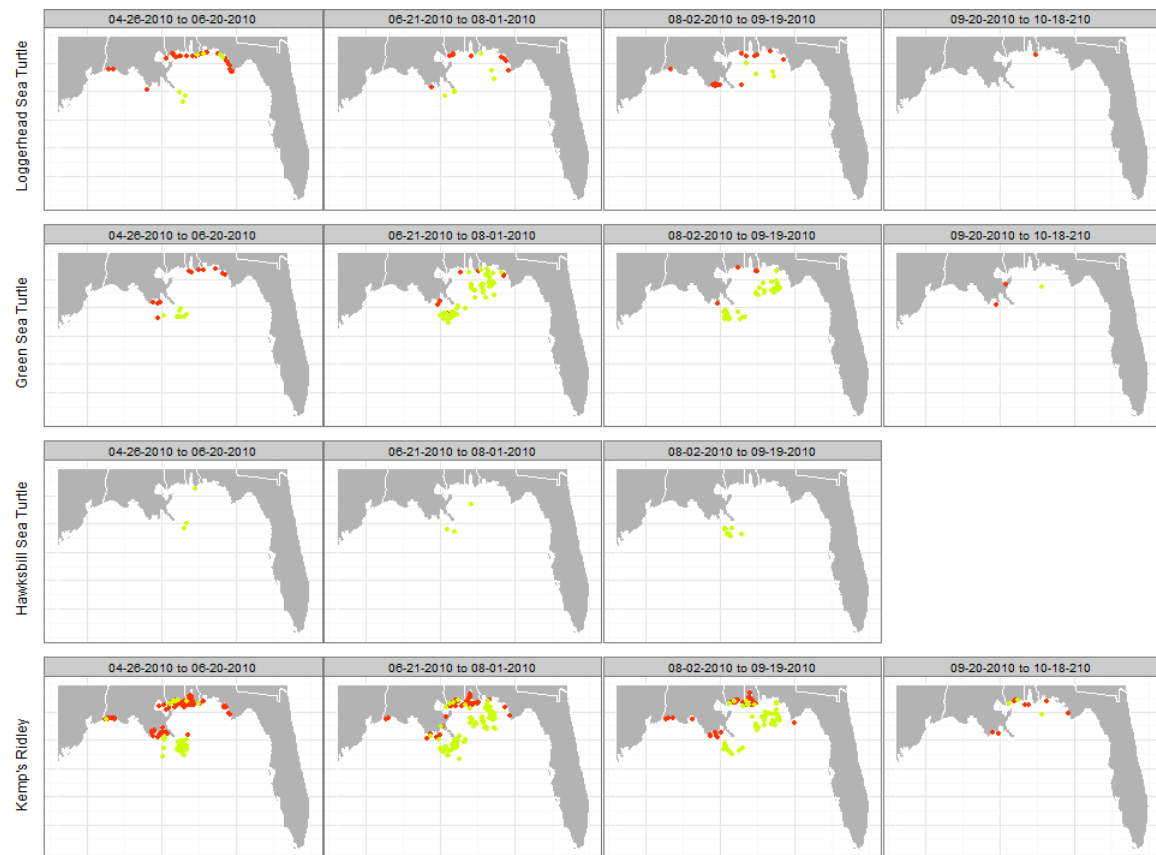 Loggerhead Sea Turtle
04-26-2010 to 06-20-2010
06-21-2010 to 08-01-2010
08-02-2010 to 09-19-2010
09-20-2010 to 10-18-210
Green Sea Turtle
04-26-2010 to 06-20-2010
06-21-2010 to 08-01-2010
08-02-2010 to 09-19-2010
09-20-2010 to 10-18-210
Hawksbill Sea Turtle
04-26-2010 to 06-20-2010
06-21-2010 to 08-01-2010
08-02-2010 to 09-19-2010
Kemp's Ridley
04-26-2010 to 06-20-2010
06-21-2010 to 08-01-2010
08-02-2010 to 09-19-2010
09-20-2010 to 10-18-210